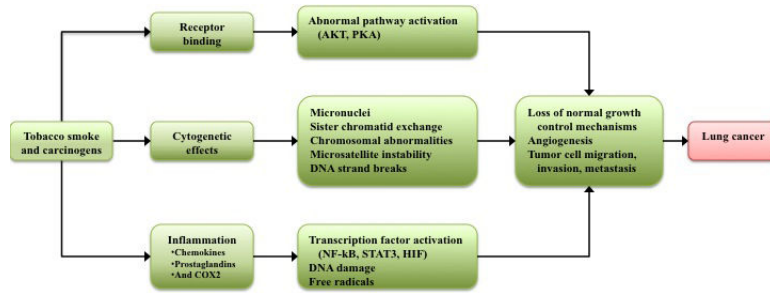 Tobacco smoke
and carcinogens
Receptor
binding
Abnormal pathway activation
(AKT, PKA)
Cytogenetic
effects
Micronuclei
Sister chromatid exchange
Chromosomal abnormalities
Microsatellite instability
DNA strand breaks
Inflammation
•Chemokines
•Prostaglandins
•And COX2
Transcription factor activation
(NF-kB, STAT3, HIF)
DNA damage
Free radicals
Loss of normal growth
control mechanisms
Angiogenesis
Tumor cell migration,
invasion, metastasis
Lung cancer